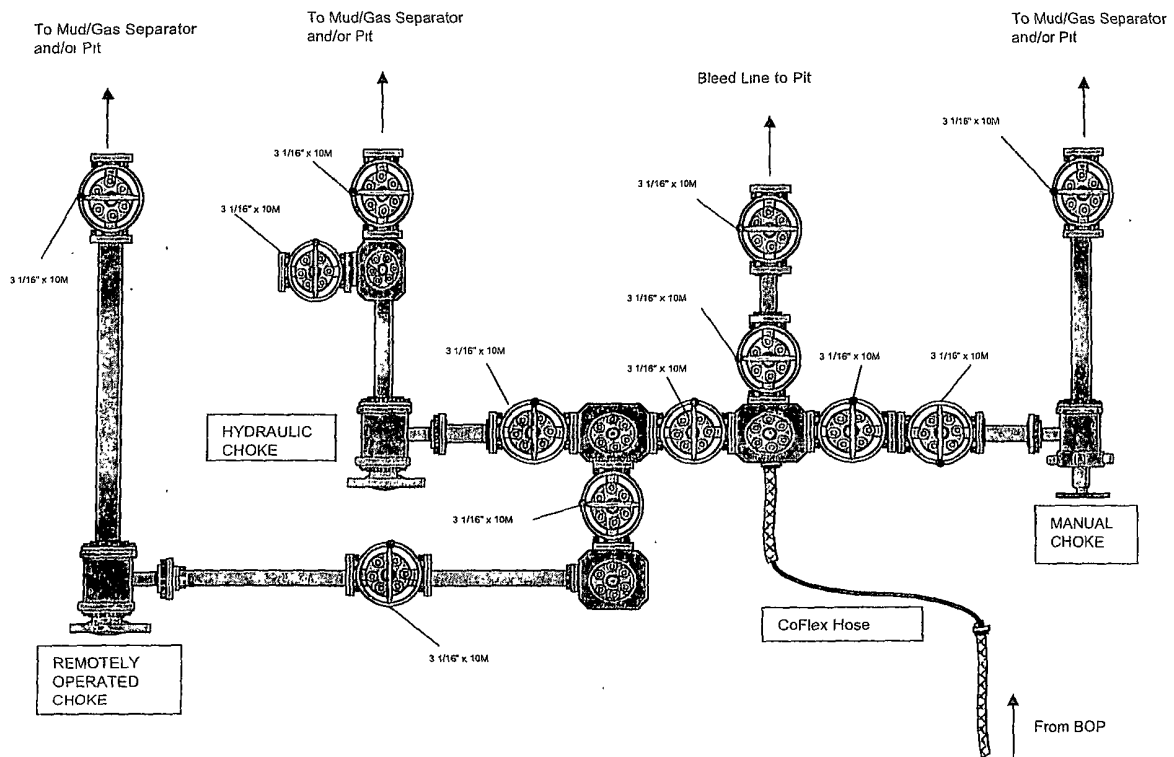 To Mud/Gas Separator
and/or Pit
To Mud/Gas Separator
and/or Pit
To Mud/Gas Separator
and/or Pit
Bleed Line to Pit
3 1/16" x 10M
3 1/16" x 10M
3 1/16" x 10M
3 1/16" x 10M
3 1/16" x 10M
3 1/16" x 10M
3 1/16" x 10M
3 1/16" x 10M
3 1/16" x 10M
3 1/16" x 10M
3 1/16" x 10M
HYDRAULIC
CHOKE
3 1/16" x 10M
MANUAL
CHOKE
CoFlex Hose
3 1/16" x 10M
REMOTELY
OPERATED
CHOKE
From BOP